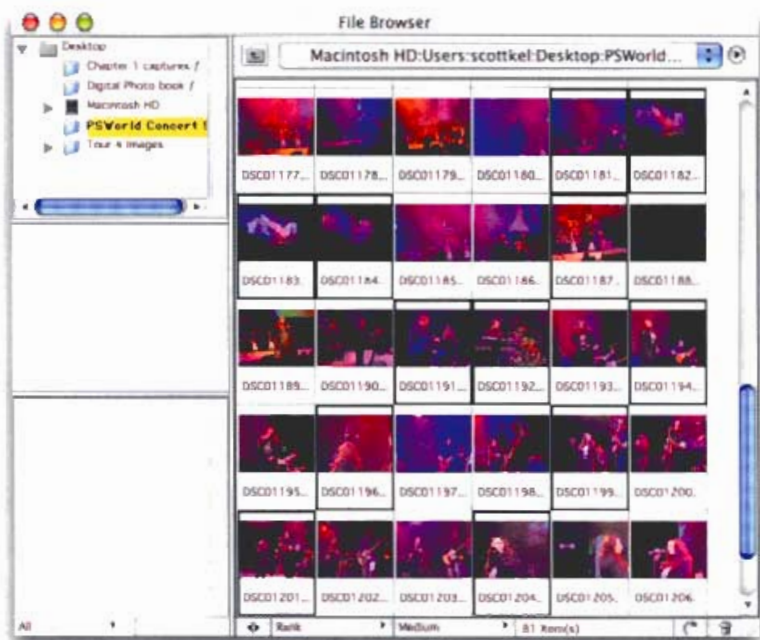 File Browser
Desktop
Chapter 1 captures /
Digital Photo book /
Macintosh HD
PSWorld Concert
Tour 4 images
Macintosh HD:Users:scottkel:Desktop:PSWorld...
DSC01177... DSC01178... DSC01179... DSC01180... DSC01181... DSC01182...
DSC01183... DSC01184... DSC01185... DSC01186... DSC01187... DSC01188...
DSC01189... DSC01190... DSC01191... DSC01192... DSC01193... DSC01194...
DSC01195... DSC01196... DSC01197... DSC01198... DSC01199... DSC01200...
DSC01201... DSC01202... DSC01203... DSC01204... DSC01205... DSC01206...
All Rank Medium 81 Item(s)